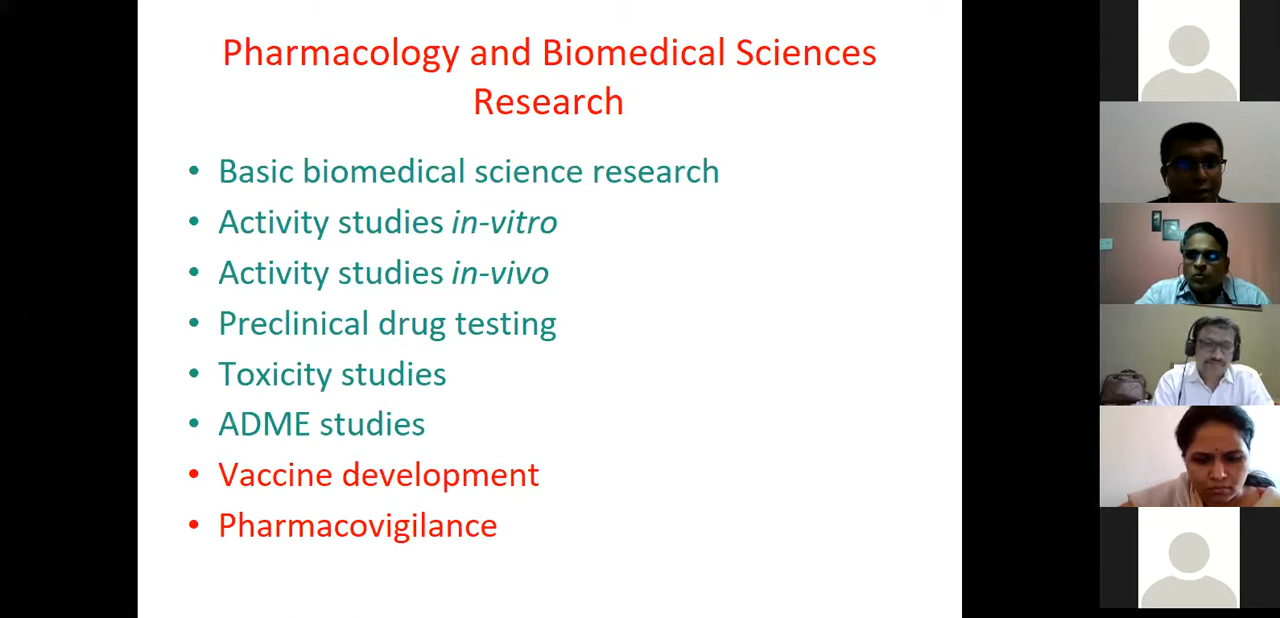 Pharmacology and Biomedical Sciences
Research
• Basic biomedical science research
• Activity studies in-vitro
• Activity studies in-vivo
• Preclinical drug testing
• Toxicity studies
• ADME studies
• Vaccine development
• Pharmacovigilance